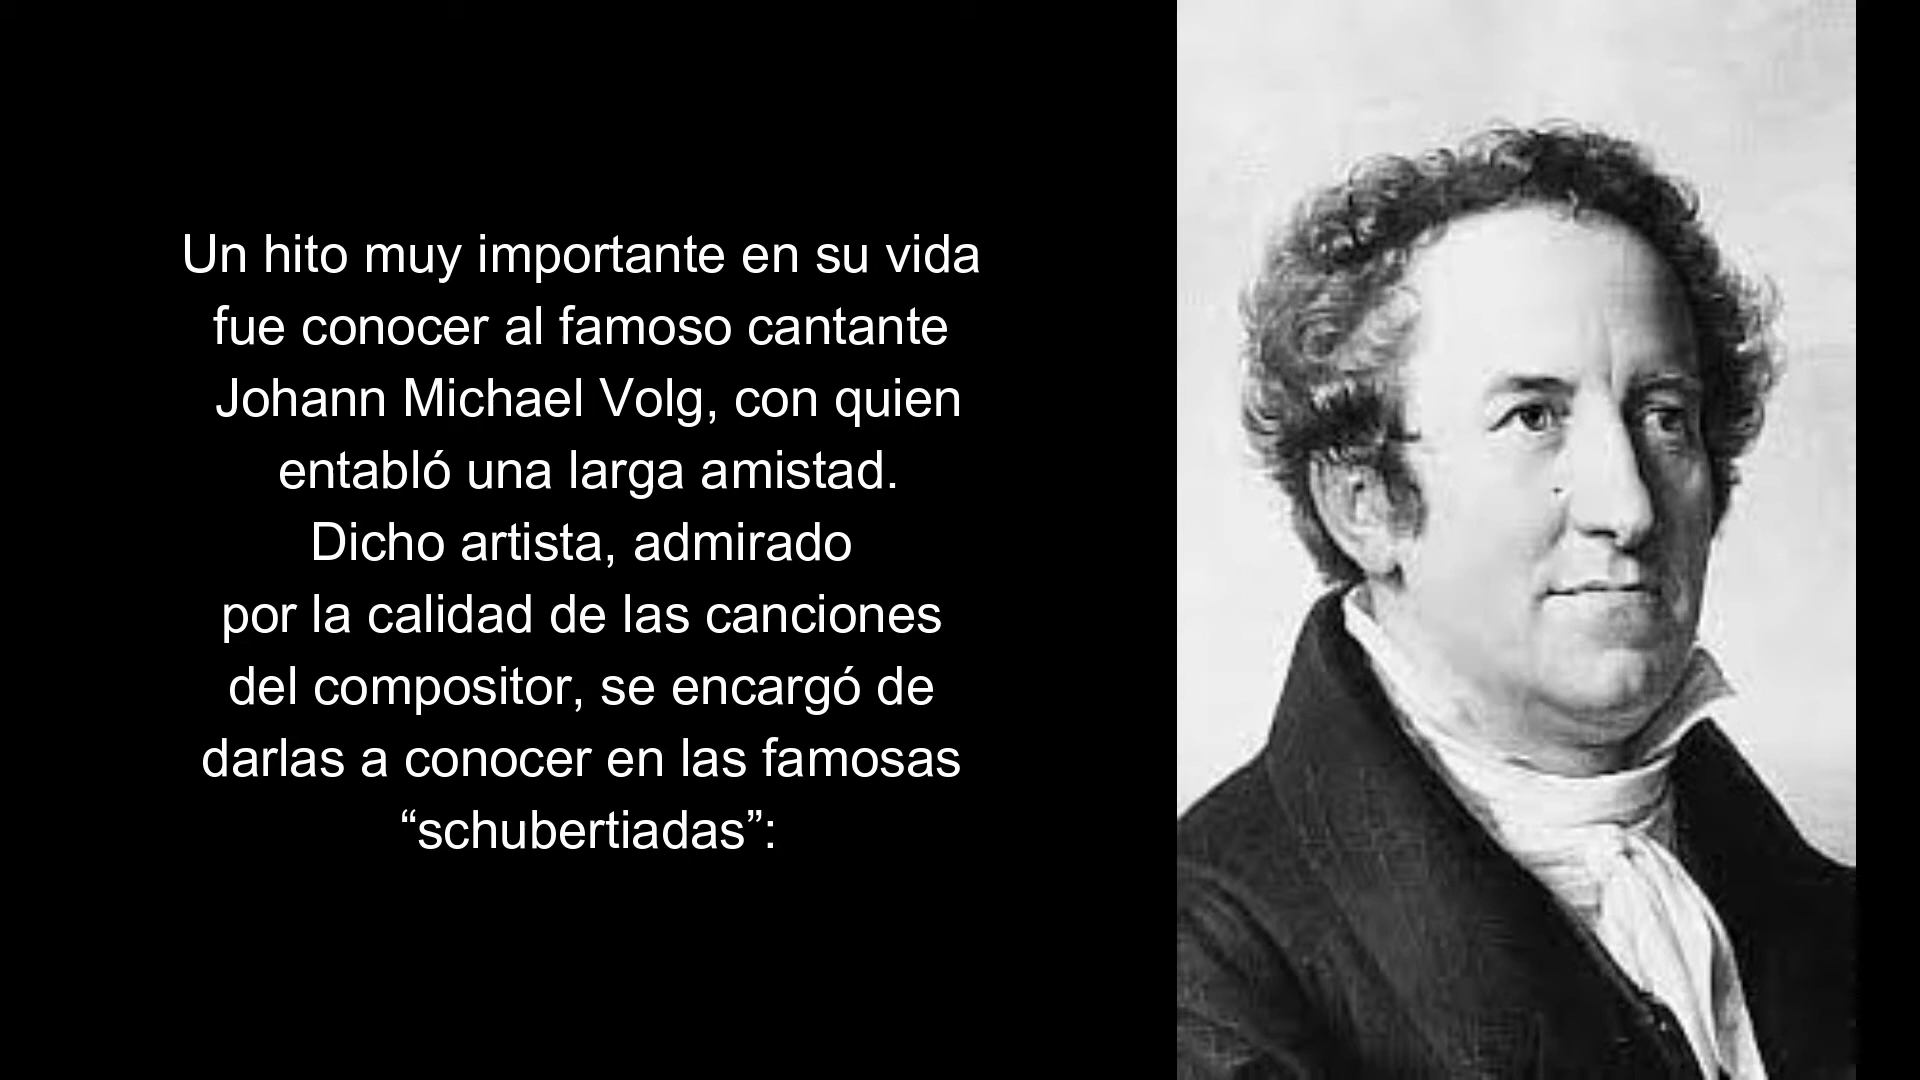 Un hito muy importante en su vida
fue conocer al famoso cantante
Johann Michael Volg, con quien
entabló una larga amistad.
Dicho artista, admirado
por la calidad de las canciones
del compositor, se encargó de
darlas a conocer en las famosas
“schubertiadas”: